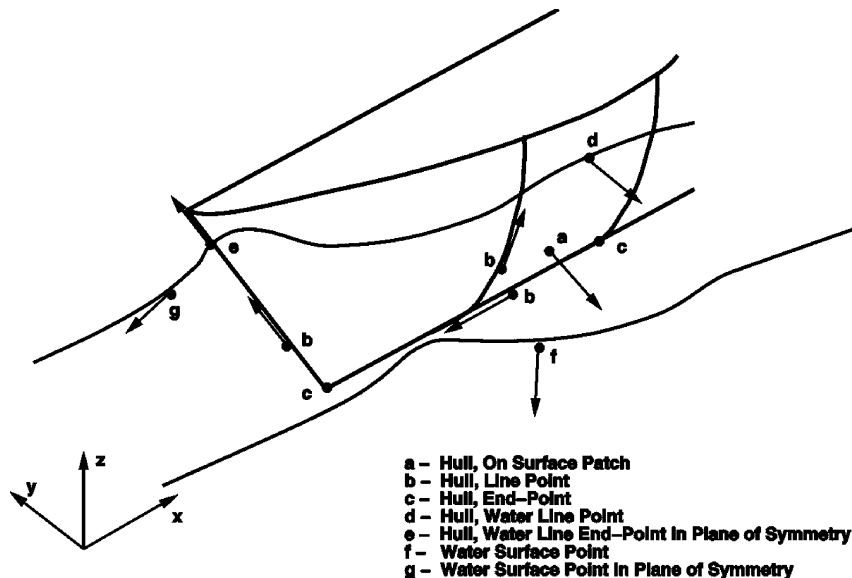 d
a
c
e
b
b
g
b
f
c
z
y
x
a – Hull, On Surface Patch
b – Hull, Line Point
c – Hull, End–Point
d – Hull, Water Line Point
e – Hull, Water Line End–Point in Plane of Symmetry
f – Water Surface Point
g – Water Surface Point in Plane of Symmetry